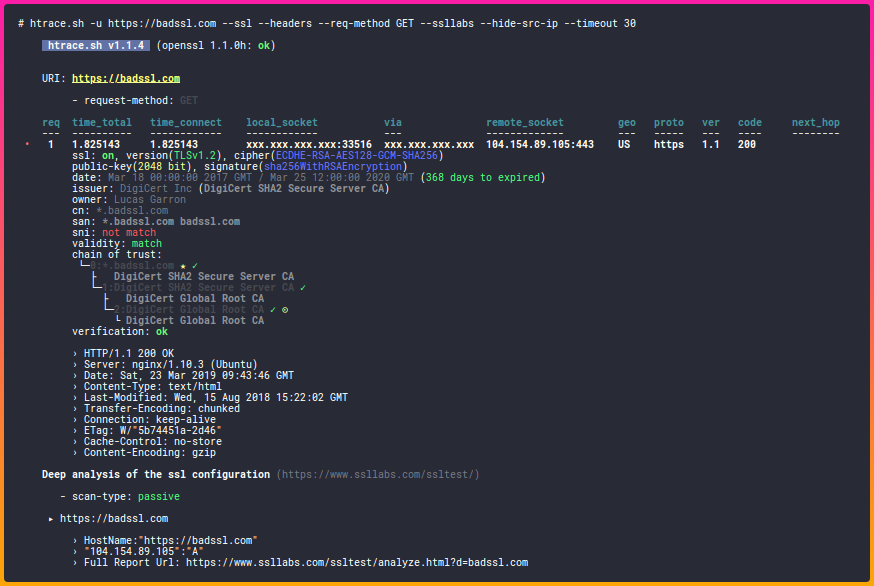 # htrace.sh -u https://badssl.com --ssl --headers --req-method GET --ssllabs --hide-src-ip --timeout 30
htrace.sh v1.1.4 (openssl 1.1.0h: ok)
URI: https://badssl.com
- request-method: GET
req time_total time_connect local_socket via remote_socket geo proto ver code next_hop
--- ---------- ------------ ------------ --- ------------- --- ----- --- ---- --------
• 1 1.825143 1.825143 xxx.xxx.xxx.xxx:33516 xxx.xxx.xxx.xxx 104.154.89.105:443 US https 1.1 200
ssl: on, version(TLSv1.2), cipher(ECDHE-RSA-AES128-GCM-SHA256)
public-key(2048 bit), signature(sha256WithRSAEncryption)
date: Mar 18 00:00:00 2017 GMT / Mar 25 12:00:00 2020 GMT (368 days to expired)
issuer: DigiCert Inc (DigiCert SHA2 Secure Server CA)
owner: Lucas Garron
cn: *.badssl.com
san: *.badssl.com badssl.com
sni: not match
validity: match
chain of trust:
└─0:*.badssl.com ★ ✓
├ DigiCert SHA2 Secure Server CA
└─1:DigiCert SHA2 Secure Server CA ✓
├ DigiCert Global Root CA
└─2:DigiCert Global Root CA ✓ ⊙
└ DigiCert Global Root CA
verification: ok
› HTTP/1.1 200 OK
› Server: nginx/1.10.3 (Ubuntu)
› Date: Sat, 23 Mar 2019 09:43:46 GMT
› Content-Type: text/html
› Last-Modified: Wed, 15 Aug 2018 15:22:02 GMT
› Transfer-Encoding: chunked
› Connection: keep-alive
› ETag: W/"5b74451a-2d46"
› Cache-Control: no-store
› Content-Encoding: gzip
Deep analysis of the ssl configuration (https://www.ssllabs.com/ssltest/)
- scan-type: passive
▸ https://badssl.com
› HostName:"https://badssl.com"
› "104.154.89.105":"A"
› Full Report Url: https://www.ssllabs.com/ssltest/analyze.html?d=badssl.com